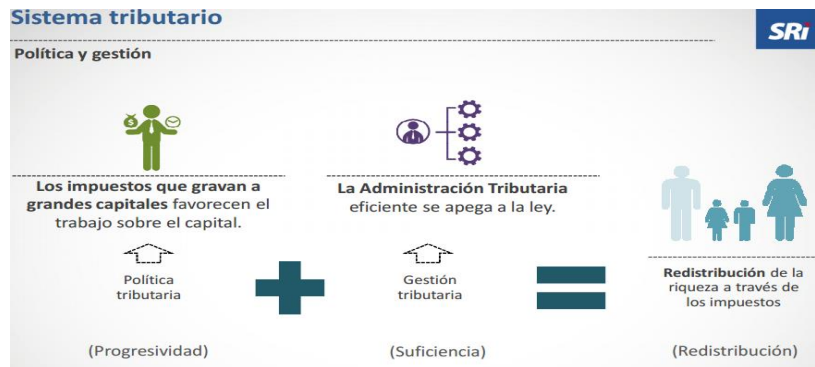 Sistema tributario
SRi
Política y gestión
$
Los impuestos que gravan a
grandes capitales favorecen el
trabajo sobre el capital.
La Administración Tributaria
eficiente se apega a la ley.
Política
tributaria
Gestión
tributaria
Redistribución de la
riqueza a través de
los impuestos
(Progresividad)
(Suficiencia)
(Redistribución)